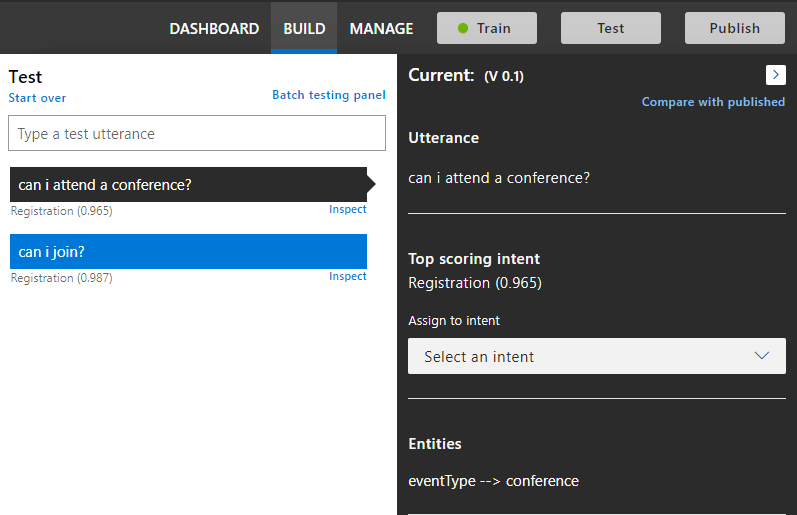 DASHBOARD BUILD MANAGE Train Test Publish
Test
Start over
Batch testing panel
Type a test utterance
can i attend a conference?
Registration (0.965) Inspect
can i join?
Registration (0.987) Inspect
Current: (V 0.1)
Compare with published
Utterance
can i attend a conference?
Top scoring intent
Registration (0.965)
Assign to intent
Select an intent
Entities
eventType --> conference